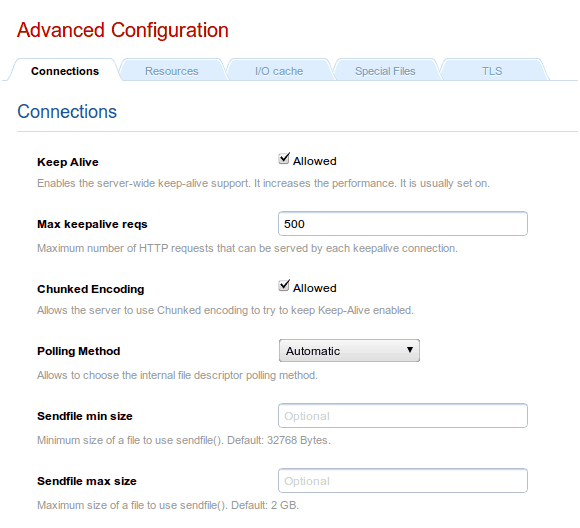 Advanced Configuration
Connections Resources I/O cache Special Files TLS
Connections
Keep Alive Allowed
Enables the server-wide keep-alive support. It increases the performance. It is usually set on.
Max keepalive reqs 500
Maximum number of HTTP requests that can be served by each keepalive connection.
Chunked Encoding Allowed
Allows the server to use Chunked encoding to try to keep Keep-Alive enabled.
Polling Method Automatic
Allows to choose the internal file descriptor polling method.
Sendfile min size Optional
Minimum size of a file to use sendfile(). Default: 32768 Bytes.
Sendfile max size Optional
Maximum size of a file to use sendfile(). Default: 2 GB.